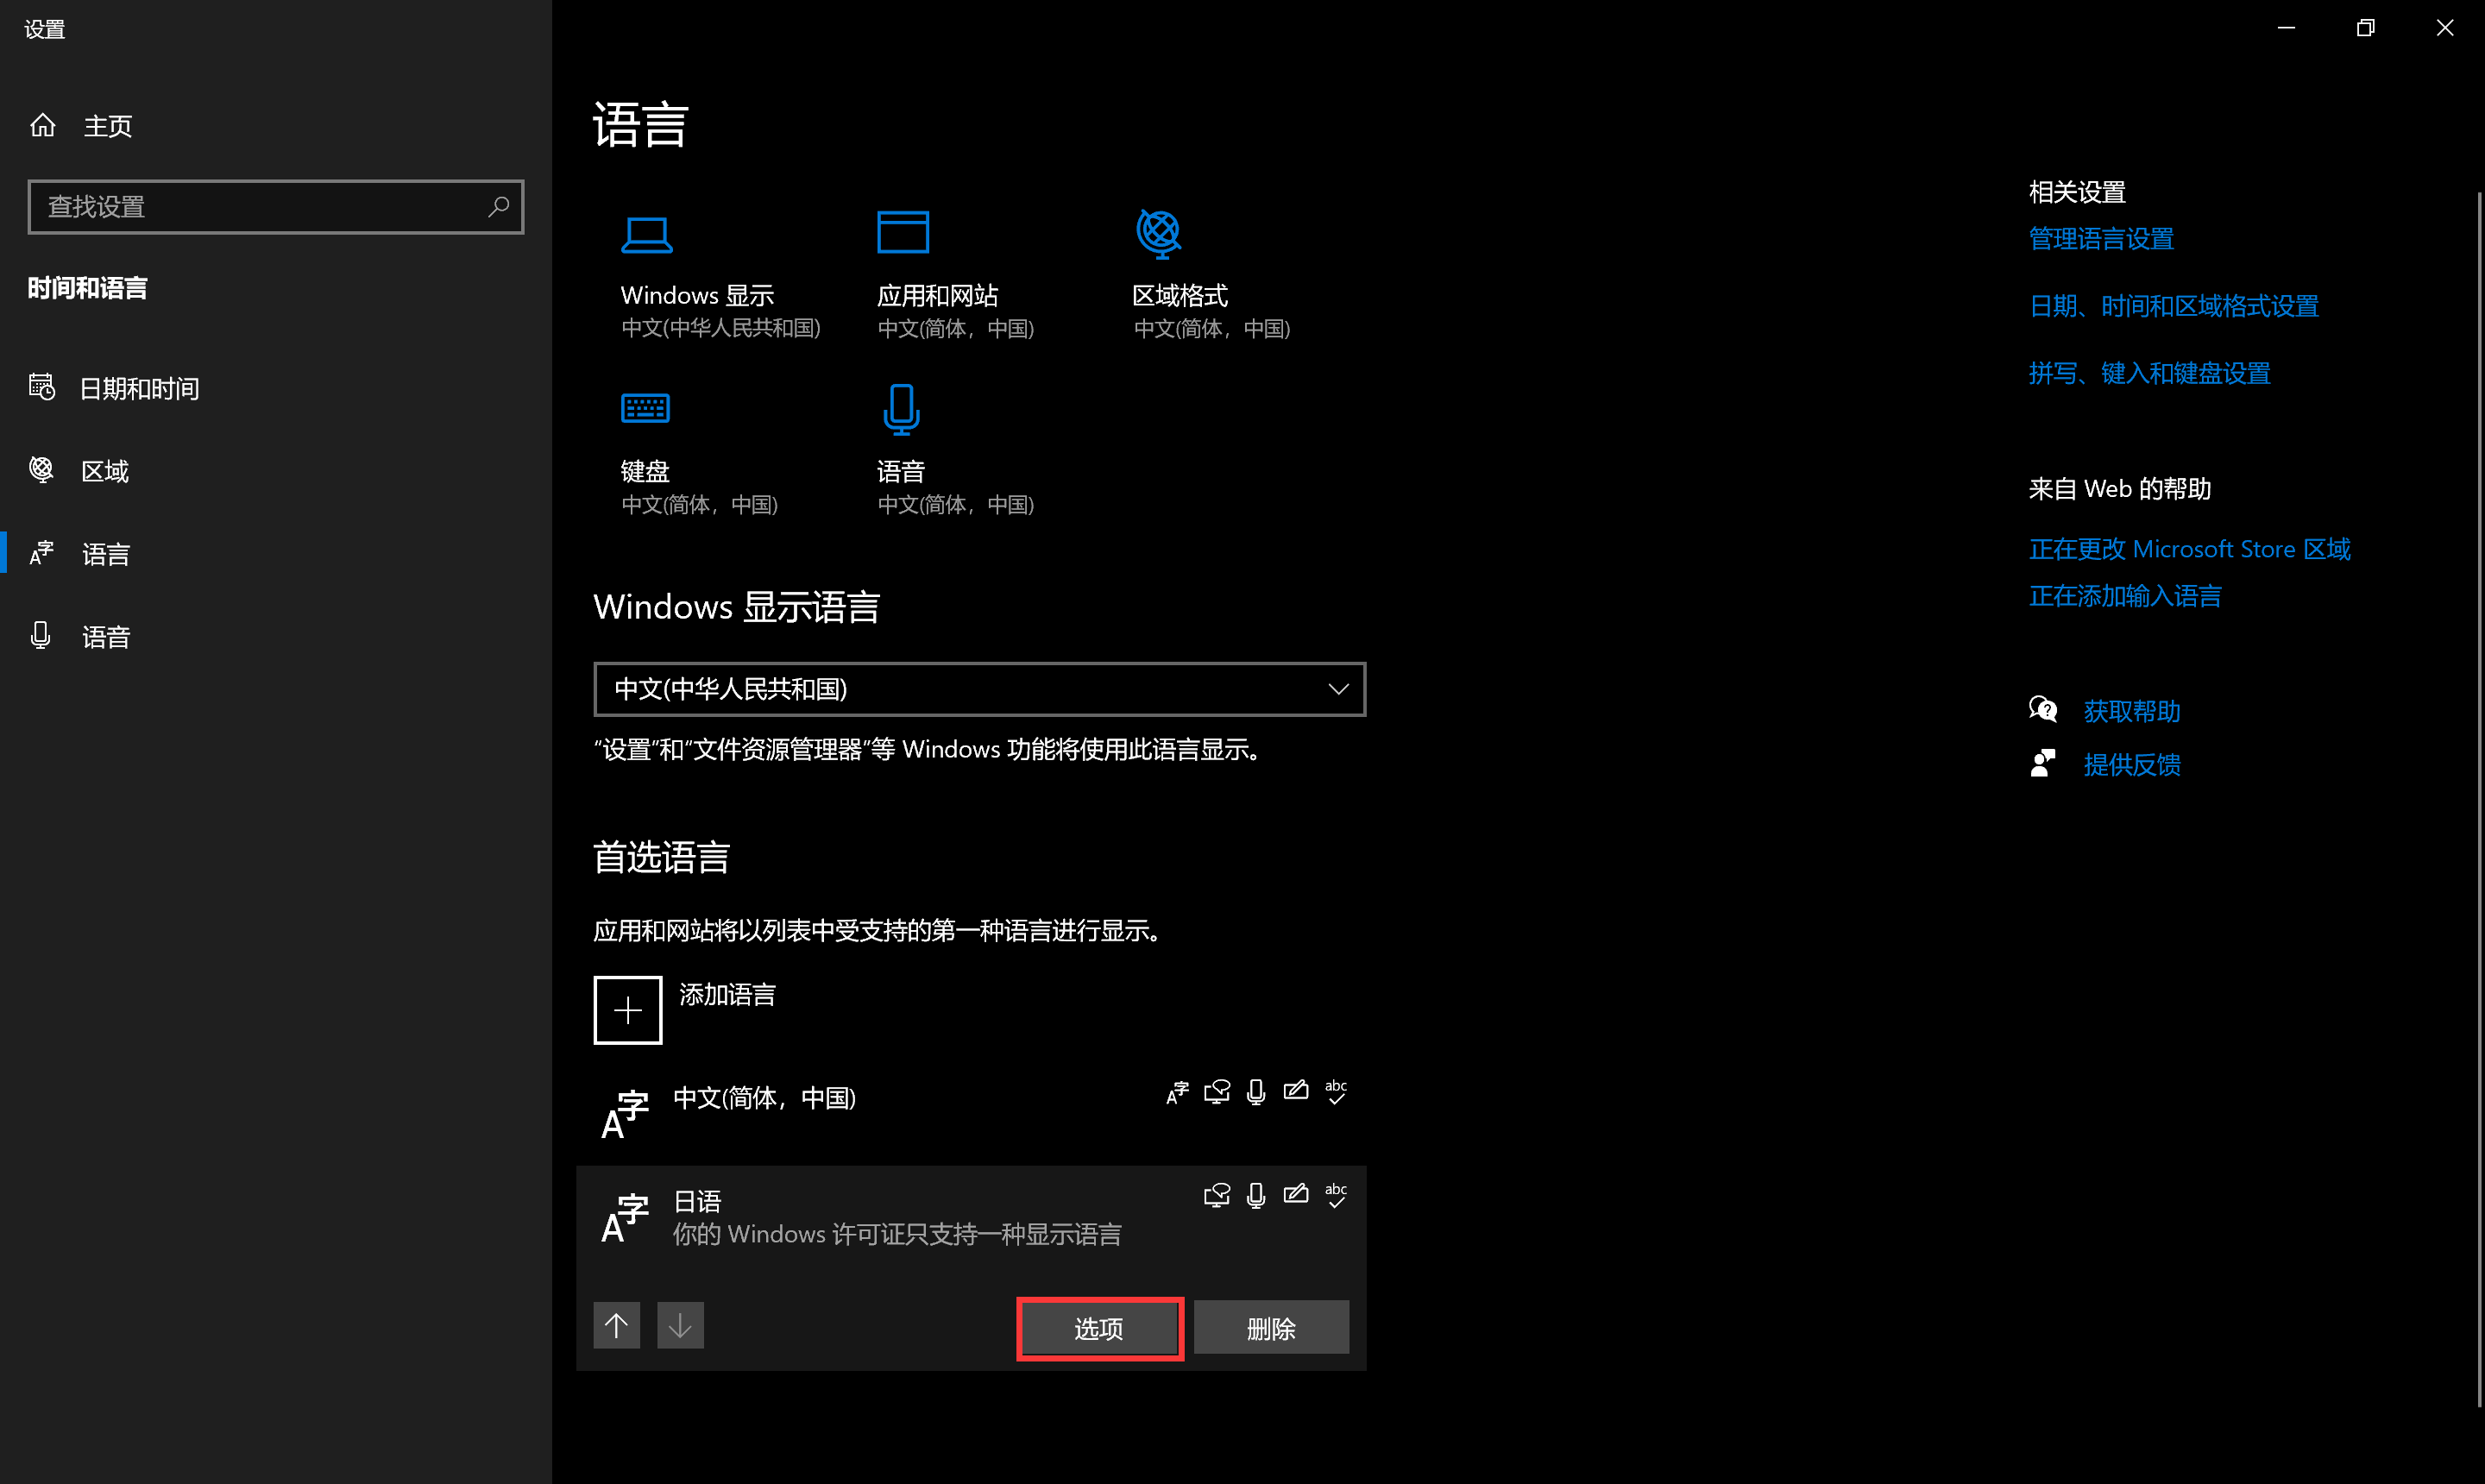 设置
主页
查找设置
时间和语言
日期和时间
区域
语言
语音
语言
Windows 显示
中文(中华人民共和国)
应用和网站
中文(简体，中国)
区域格式
中文(简体，中国)
键盘
中文(简体，中国)
语音
中文(简体，中国)
Windows 显示语言
中文(中华人民共和国)
“设置”和“文件资源管理器”等 Windows 功能将使用此语言显示。
首选语言
应用和网站将以列表中受支持的第一种语言进行显示。
添加语言
中文(简体，中国)
A字
abc
A字
日语
abc
你的 Windows 许可证只支持一种显示语言
A字
选项
删除
相关设置
管理语言设置
日期、时间和区域格式设置
拼写、键入和键盘设置
来自 Web 的帮助
正在更改 Microsoft Store 区域
正在添加输入语言
获取帮助
提供反馈